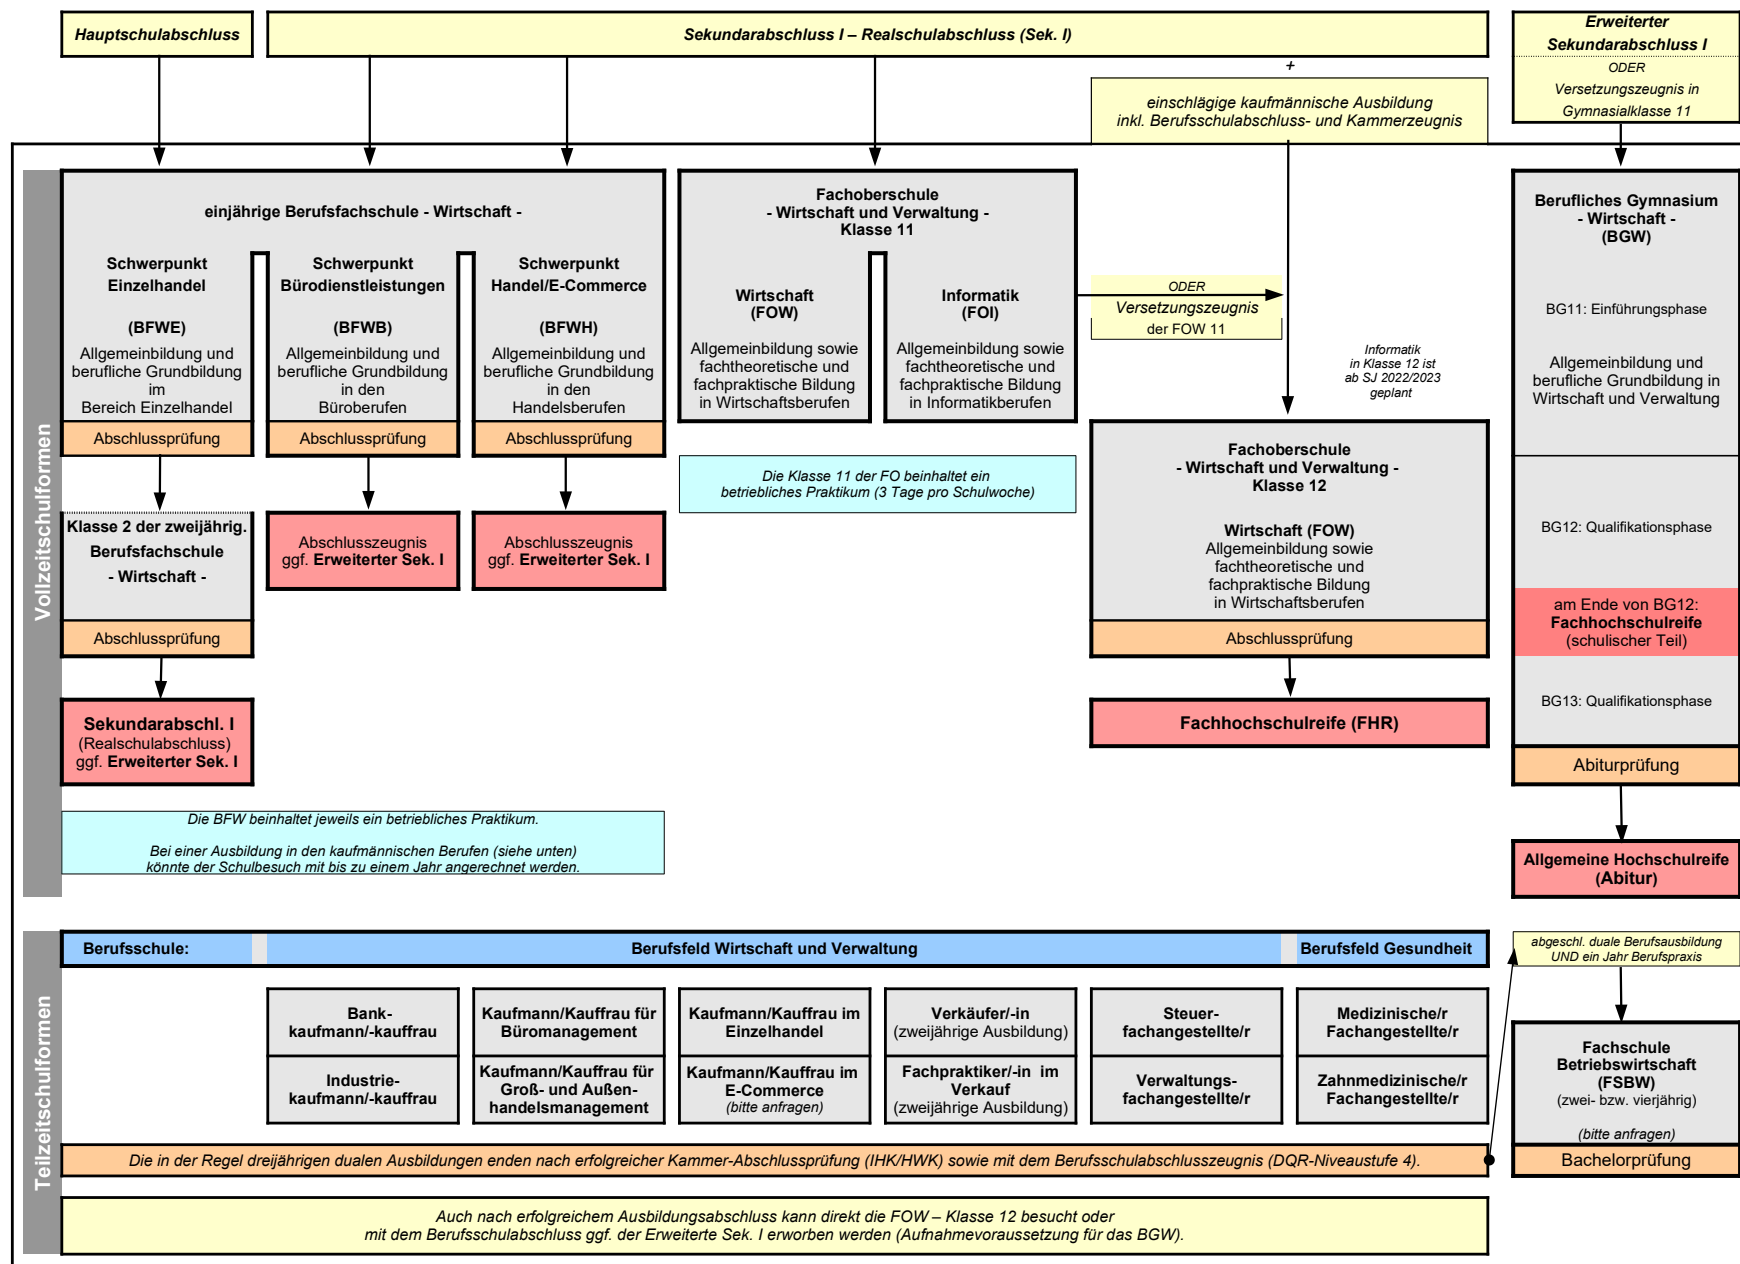 Hauptschulabschluss
Sekundarabschluss I – Realschulabschluss (Sek. I)
Erweiterter
Sekundarabschluss I
ODER
Versetzungszeugnis in
Gymnasialklasse 11
+
einschlägige kaufmännische Ausbildung
inkl. Berufsschulabschluss- und Kammerzeugnis
Vollzeitschulformen
einjährige Berufsfachschule - Wirtschaft -
Schwerpunkt
Einzelhandel
(BFWE)
Allgemeinbildung und
berufliche Grundbildung
im
Bereich Einzelhandel
Abschlussprüfung
Schwerpunkt
Bürodienstleistungen
(BFWB)
Allgemeinbildung und
berufliche Grundbildung
in den
Büroberufen
Abschlussprüfung
Schwerpunkt
Handel/E-Commerce
(BFWH)
Allgemeinbildung und
berufliche Grundbildung
in den
Handelsberufen
Abschlussprüfung
Fachoberschule
- Wirtschaft und Verwaltung -
Klasse 11
Wirtschaft
(FOW)
Allgemeinbildung sowie
fachtheoretische und
fachpraktische Bildung
in Wirtschaftsberufen
Informatik
(FOI)
Allgemeinbildung sowie
fachtheoretische und
fachpraktische Bildung
in Informatikberufen
ODER
Versetzungszeugnis
der FOW 11
Informatik
in Klasse 12 ist
ab SJ 2022/2023
geplant
Die Klasse 11 der FO beinhaltet ein
betriebliches Praktikum (3 Tage pro Schulwoche)
Klasse 2 der zweijährig.
Berufsfachschule
- Wirtschaft -
Abschlussprüfung
Sekundarabschl. I
(Realschulabschluss)
ggf. Erweiterter Sek. I
Abschlusszeugnis
ggf. Erweiterter Sek. I
Abschlusszeugnis
ggf. Erweiterter Sek. I
Fachoberschule
- Wirtschaft und Verwaltung -
Klasse 12
Wirtschaft (FOW)
Allgemeinbildung sowie
fachtheoretische und
fachpraktische Bildung
in Wirtschaftsberufen
Abschlussprüfung
Fachhochschulreife (FHR)
Berufliches Gymnasium
- Wirtschaft -
(BGW)
BG11: Einführungsphase
Allgemeinbildung und
berufliche Grundbildung in
Wirtschaft und Verwaltung
BG12: Qualifikationsphase
am Ende von BG12:
Fachhochschulreife
(schulischer Teil)
BG13: Qualifikationsphase
Abiturprüfung
Allgemeine Hochschulreife
(Abitur)
Die BFW beinhaltet jeweils ein betriebliches Praktikum.
Bei einer Ausbildung in den kaufmännischen Berufen (siehe unten)
könnte der Schulbesuch mit bis zu einem Jahr angerechnet werden.
Teilzeitschulformen
Berufsschule:
Berufsfeld Wirtschaft und Verwaltung
Berufsfeld Gesundheit
Bank-
kaufmann/-kauffrau
Kaufmann/Kauffrau für
Büromanagement
Kaufmann/Kauffrau im
Einzelhandel
Verkäufer/-in
(zweijährige Ausbildung)
Steuer-
fachangestellte/r
Medizinische/r
Fachangestellte/r
Industrie-
kaufmann/-kauffrau
Kaufmann/Kauffrau für
Groß- und Außen-
handelsmanagement
Kaufmann/Kauffrau im
E-Commerce
(bitte anfragen)
Fachpraktiker/-in im
Verkauf
(zweijährige Ausbildung)
Verwaltungs-
fachangestellte/r
Zahnmedizinische/r
Fachangestellte/r
abgeschl. duale Berufsausbildung
UND ein Jahr Berufspraxis
Fachschule
Betriebswirtschaft
(FSBW)
(zwei- bzw. vierjährig)
(bitte anfragen)
Bachelorprüfung
Die in der Regel dreijährigen dualen Ausbildungen enden nach erfolgreicher Kammer-Abschlussprüfung (IHK/HWK) sowie mit dem Berufsschulabschlusszeugnis (DQR-Niveaustufe 4).
Auch nach erfolgreichem Ausbildungsabschluss kann direkt die FOW – Klasse 12 besucht oder
mit dem Berufsschulabschluss ggf. der Erweiterte Sek. I erworben werden (Aufnahmevoraussetzung für das BGW).